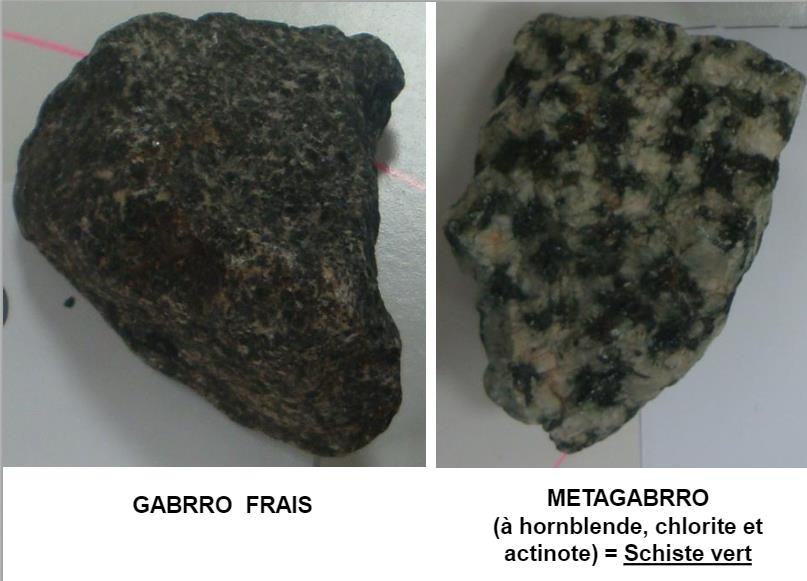 GABRRO FRAIS
METAGABRRO
(à hornblende, chlorite et
actinote) = Schiste vert